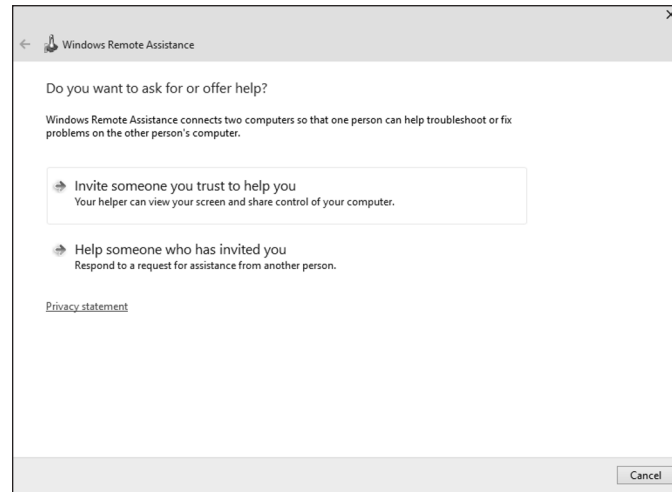 Windows Remote Assistance
Do you want to ask for or offer help?
Windows Remote Assistance connects two computers so that one person can help troubleshoot or fix
problems on the other person's computer.
Invite someone you trust to help you
Your helper can view your screen and share control of your computer.
Help someone who has invited you
Respond to a request for assistance from another person.
Privacy statement
Cancel